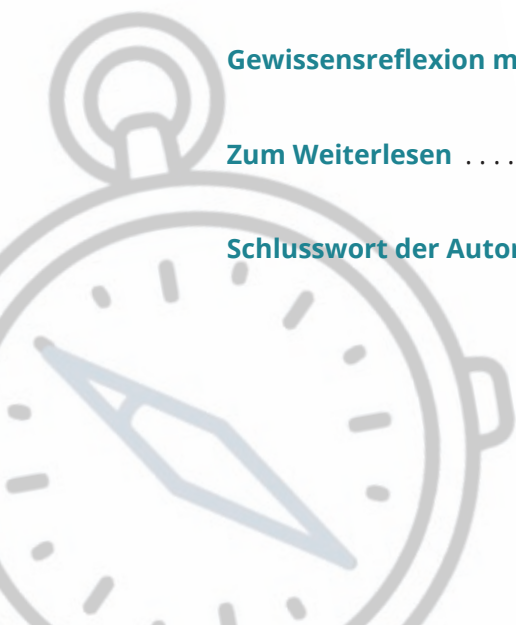 Gewissensreflexion m
Zum Weiterlesen ....
Schlusswort der Autor